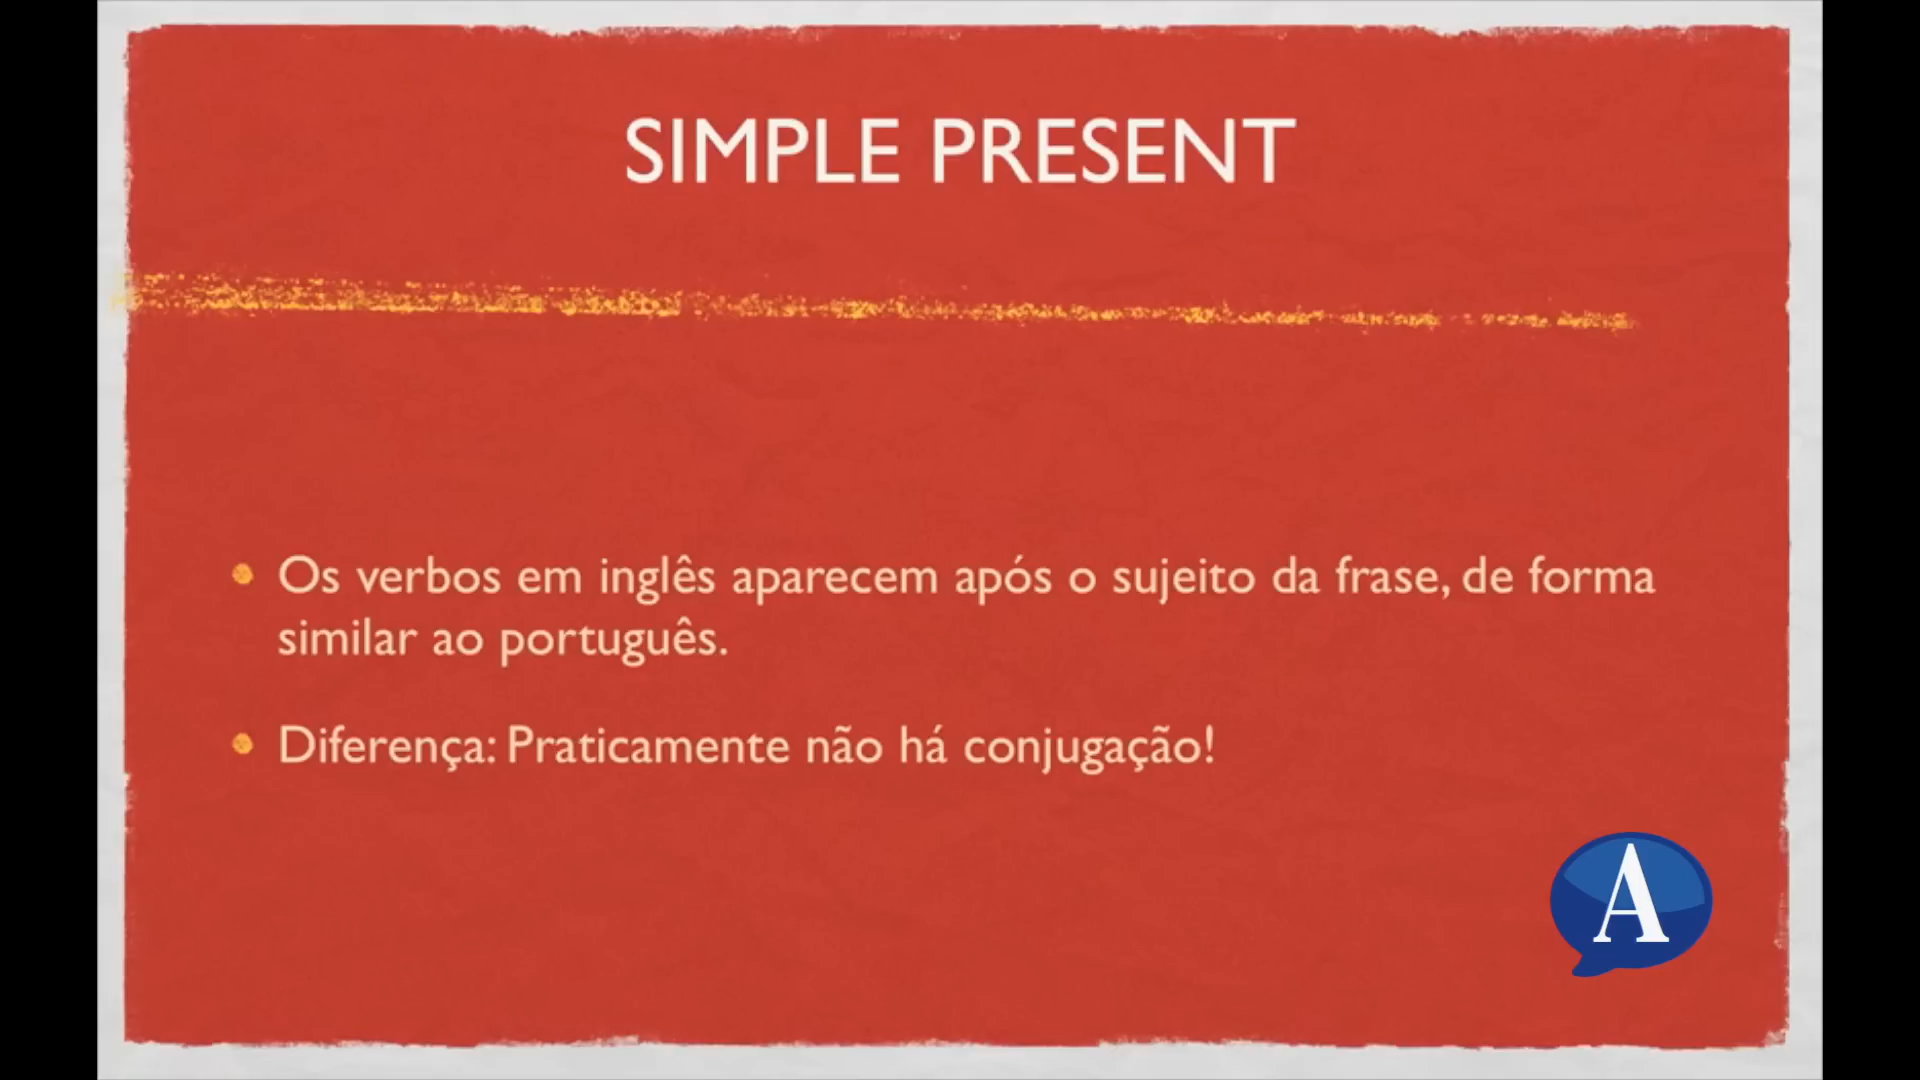 SIMPLE PRESENT
• Os verbos em inglês aparecem após o sujeito da frase, de forma
similar ao português.
• Diferença: Praticamente não há conjugação!
A